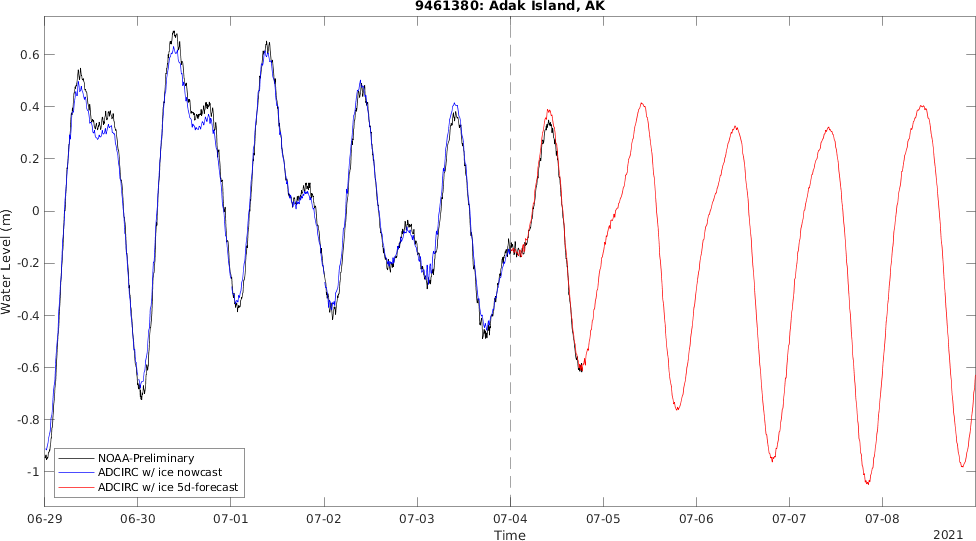 9461380: Adak Island, AK
Water Level (m)
0.6
0.4
0.2
0
-0.2
-0.4
-0.6
-0.8
-1
NOAA-Preliminary
ADCIRC w/ ice nowcast
ADCIRC w/ ice 5d-forecast
06-29 06-30 07-01 07-02 07-03 07-04 07-05 07-06 07-07 07-08
Time
2021